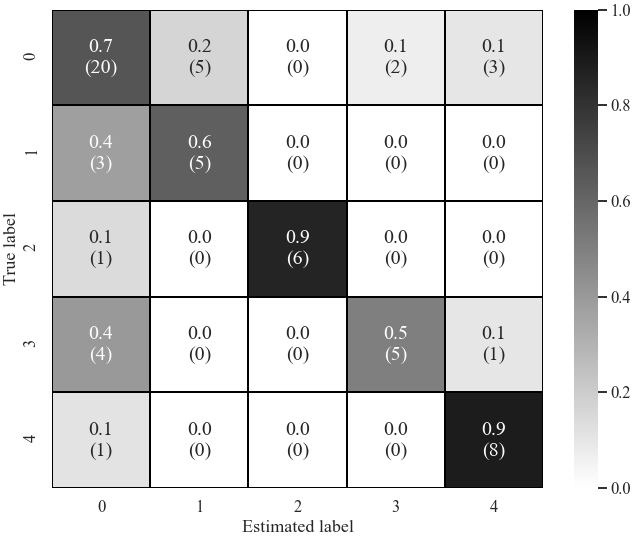 0.7 0.2 0.0 0.1 0.1
(20) (5) (0) (2) (3)
0
0.4 0.6 0.0 0.0 0.0
(3) (5) (0) (0) (0)
1
0.1 0.0 0.9 0.0 0.0
(1) (0) (6) (0) (0)
2
0.4 0.0 0.0 0.5 0.1
(4) (0) (0) (5) (1)
3
0.1 0.0 0.0 0.0 0.9
(1) (0) (0) (0) (8)
4
True label
0 1 2 3 4
Estimated label
1.0
0.8
0.6
0.4
0.2
0.0